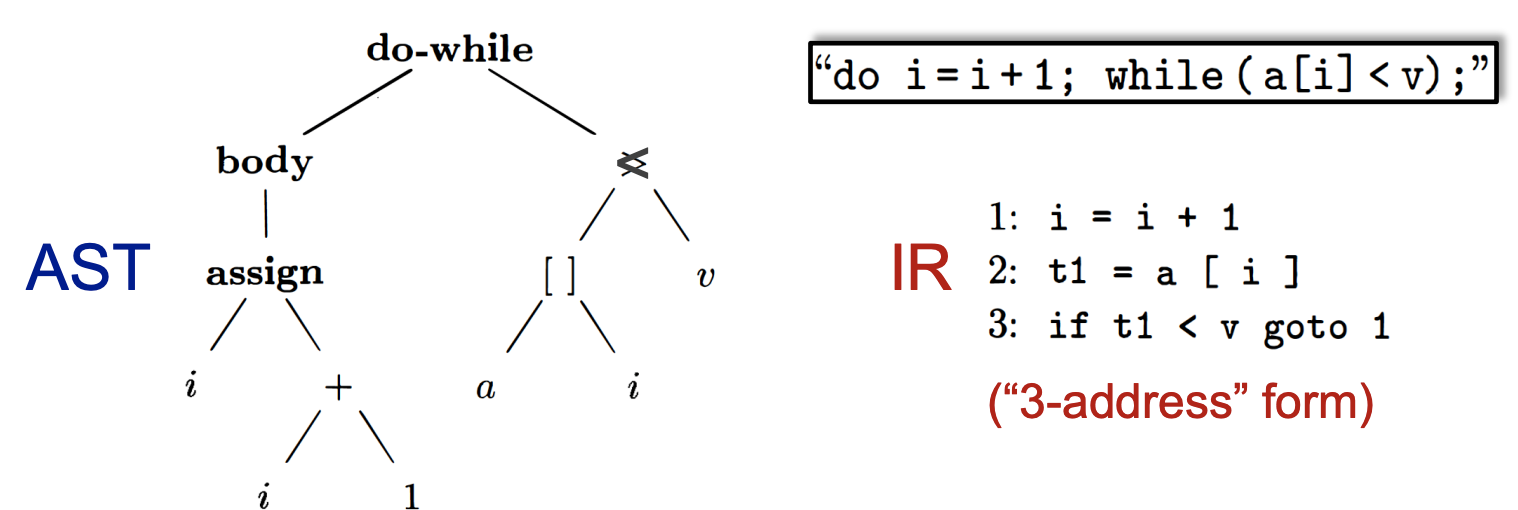 do-while
“do i=i+1; while(a[i]<v);”
body
<
AST
assign
[ ]
v
i
+
a
i
i
1
IR
1: i = i + 1
2: t1 = a [ i ]
3: if t1 < v goto 1
(“3-address” form)